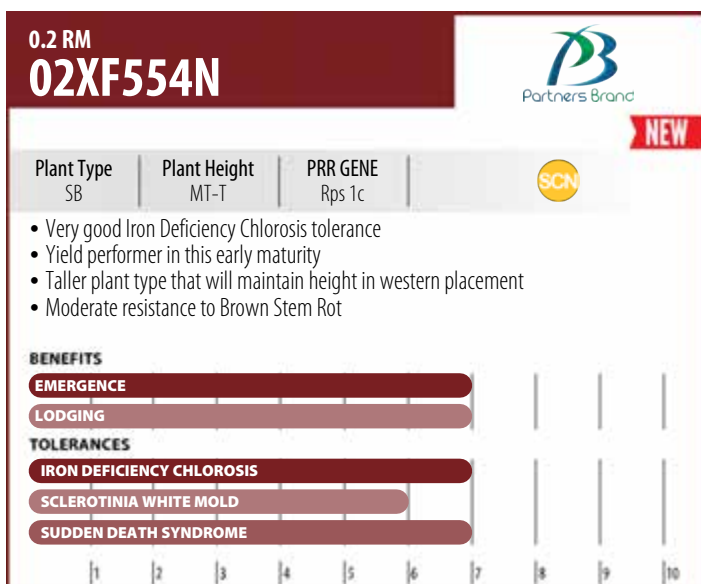 0.2 RM
02XF554N
Partners Brand
NEW
Plant Type
SB
Plant Height
MT-T
PRR GENE
Rps 1c
SCN
• Very good Iron Deficiency Chlorosis tolerance
• Yield performer in this early maturity
• Taller plant type that will maintain height in western placement
• Moderate resistance to Brown Stem Rot
BENEFITS
EMERGENCE
LODGING
TOLERANCES
IRON DEFICIENCY CHLOROSIS
SCLEROTINIA WHITE MOLD
SUDDEN DEATH SYNDROME
1 2 3 4 5 6 7 8 9 10